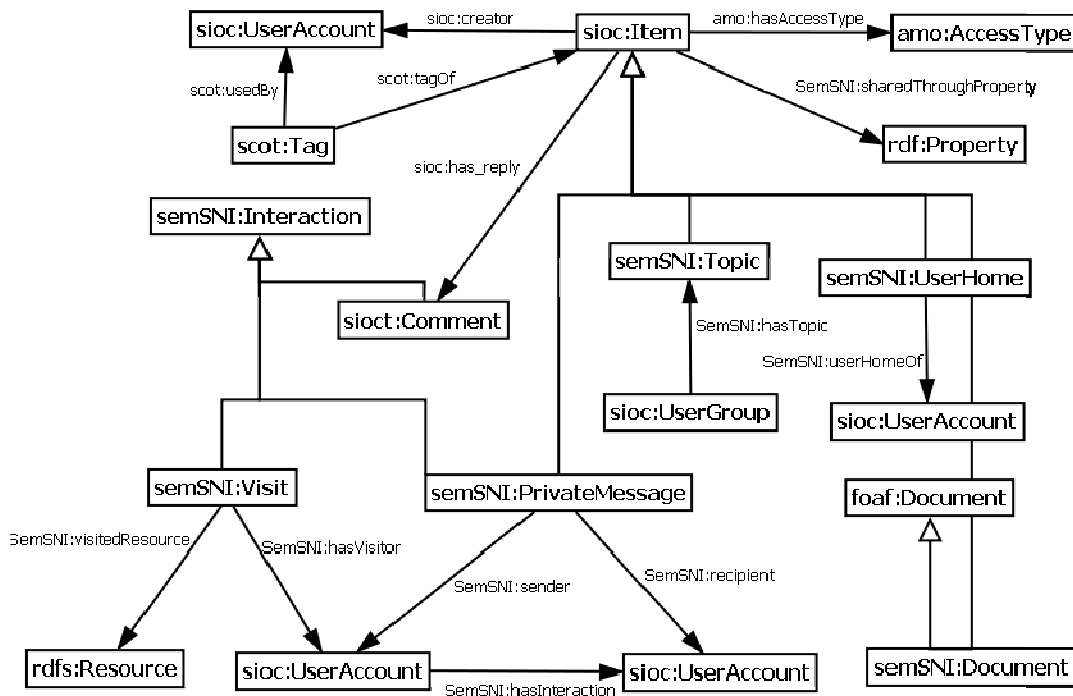 sioc:creator
amo:hasAccessType
sioc:UserAccount
sioc:Item
amo:AccessType
scot:usedBy
scot:tagOf
SemSNI:sharedThroughProperty
scot:Tag
rdf:Property
sioc:has_reply
semSNI:Interaction
semSNI:Topic
semSNI:UserHome
sioct:Comment
SemSNI:hasTopic
SemSNI:userHomeOf
sioc:UserGroup
sioc:UserAccount
semSNI:Visit
semSNI:PrivateMessage
foaf:Document
SemSNI:visitedResource
SemSNI:hasVisitor
SemSNI:sender
SemSNI:recipient
rdfs:Resource
sioc:UserAccount
sioc:UserAccount
semSNI:Document
SemSNI:hasInteraction